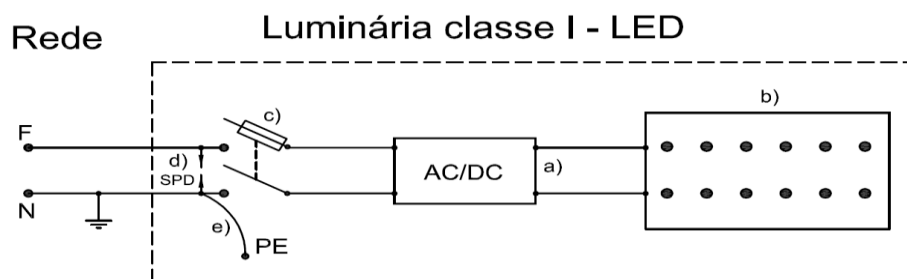 Rede
Luminária classe I - LED
F
N
d)
SPD
e)
PE
c)
AC/DC
a)
b)